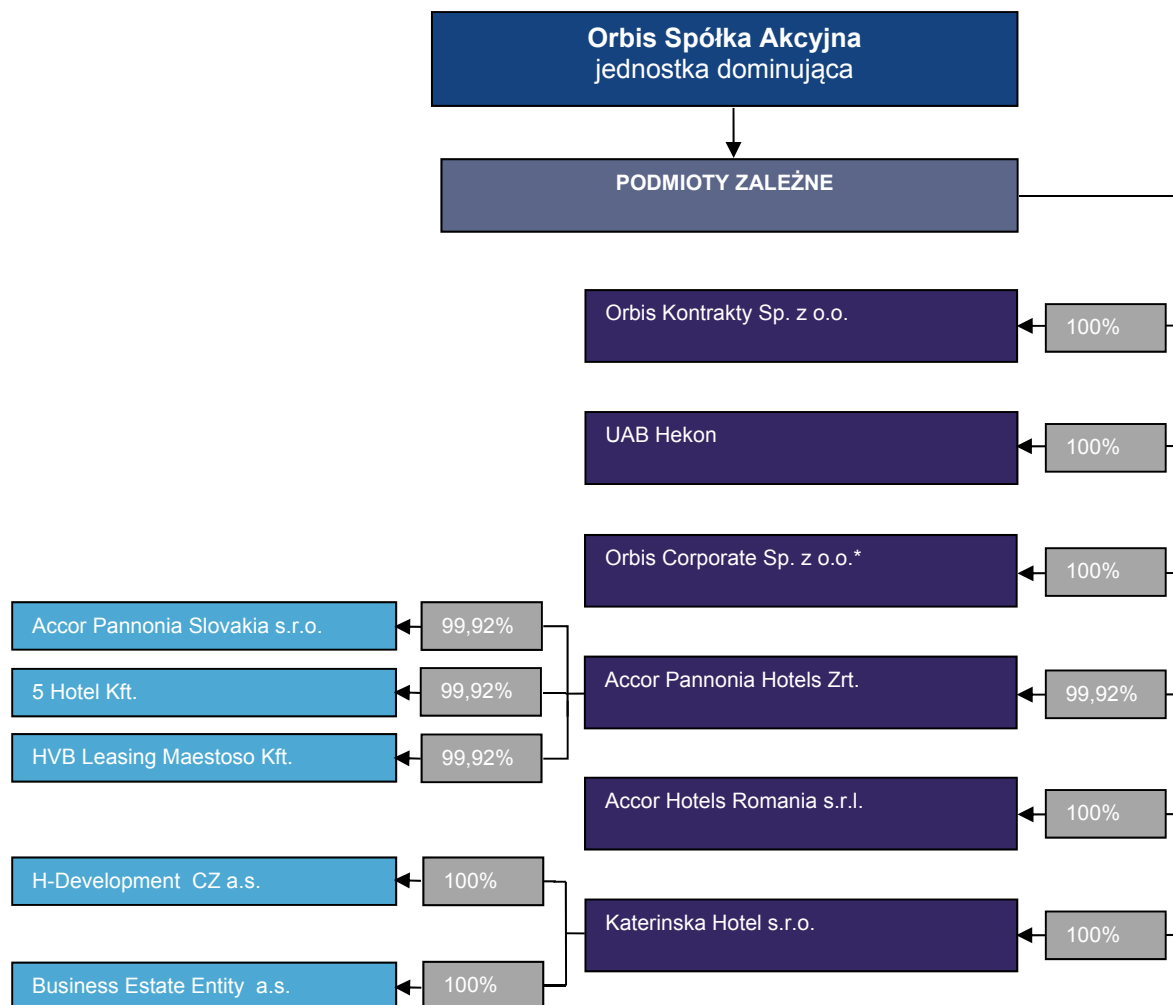 Orbis Spółka Akcyjna
jednostka dominująca
PODMIOTY ZALEŻNE
Orbis Kontrakty Sp. z o.o.
100%
UAB Hekon
100%
Orbis Corporate Sp. z o.o.*
100%
Accor Pannonia Slovakia s.r.o.
99,92%
5 Hotel Kft.
99,92%
Accor Pannonia Hotels Zrt.
99,92%
HVB Leasing Maestoso Kft.
99,92%
Accor Hotels Romania s.r.l.
100%
H-Development CZ a.s.
100%
Katerinska Hotel s.r.o.
100%
Business Estate Entity a.s.
100%